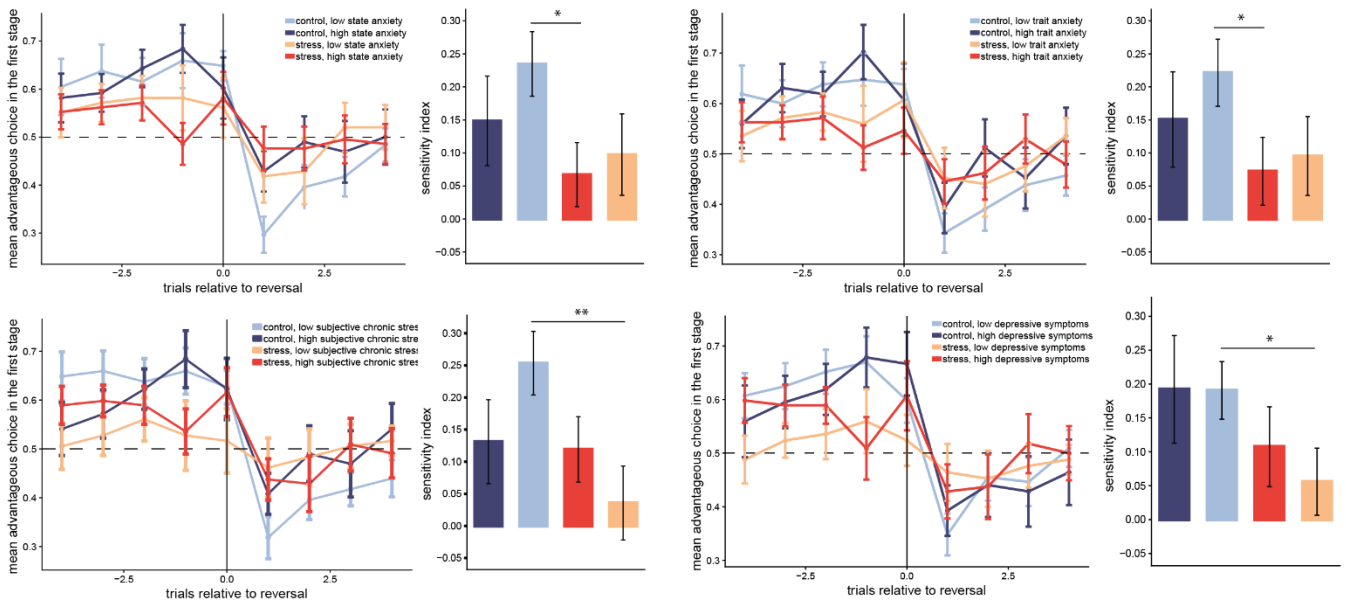 mean advantageous choice in the first stage
0.7
0.6
0.5
0.4
0.3
control, low state anxiety
control, high state anxiety
stress, low state anxiety
stress, high state anxiety
−2.5
0.0
2.5
trials relative to reversal
sensitivity index
0.30
0.25
0.20
0.15
0.10
0.05
0.00
−0.05
*
mean advantageous choice in the first stage
0.7
0.6
0.5
0.4
0.3
control, low trait anxiety
control, high trait anxiety
stress, low trait anxiety
stress, high trait anxiety
−2.5
0.0
2.5
trials relative to reversal
sensitivity index
0.30
0.25
0.20
0.15
0.10
0.05
0.00
−0.05
*
mean advantageous choice in the first stage
0.7
0.6
0.5
0.4
0.3
control, low subjective chronic stres
control, high subjective chronic stre
stress, low subjective chronic stress
stress, high subjective chronic stres
−2.5
0.0
2.5
trials relative to reversal
sensitivity index
0.30
0.25
0.20
0.15
0.10
0.05
0.00
−0.05
**
mean advantageous choice in the first stage
0.7
0.6
0.5
0.4
0.3
control, low depressive symptoms
control, high depressive symptoms
stress, low depressive symptoms
stress, high depressive symptoms
−2.5
0.0
2.5
trials relative to reversal
sensitivity index
0.30
0.25
0.20
0.15
0.10
0.05
0.00
−0.05
*